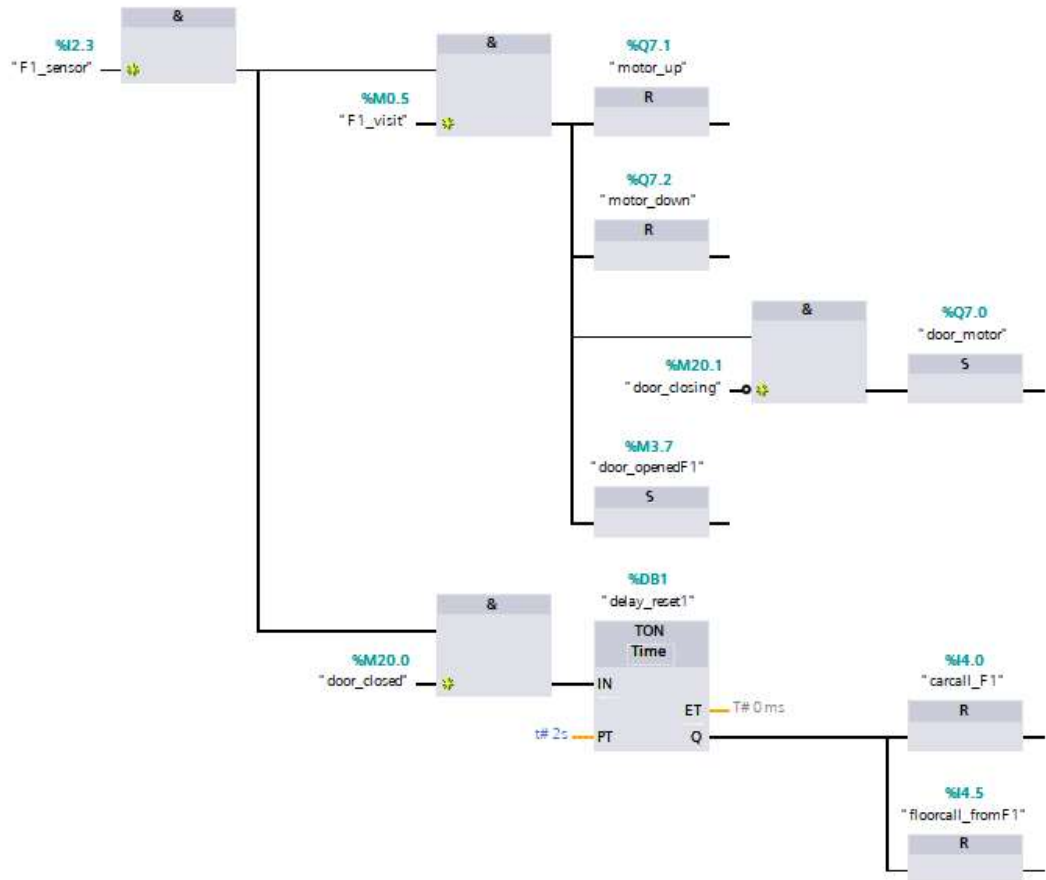 &
%I2.3
"F1_sensor"
&
%M0.5
"F1_visit"
%Q7.1
"motor_up"
R
%Q7.2
"motor_down"
R
&
%M20.1
"door_closing"
%Q7.0
"door_motor"
S
%M3.7
"door_openedF1"
S
&
%M20.0
"door_closed"
%DB1
"delay_reset1"
TON
Time
IN
ET
T# 0 ms
t# 2s
PT
Q
%I4.0
"carcall_F1"
R
%I4.5
"floorcall_fromF1"
R